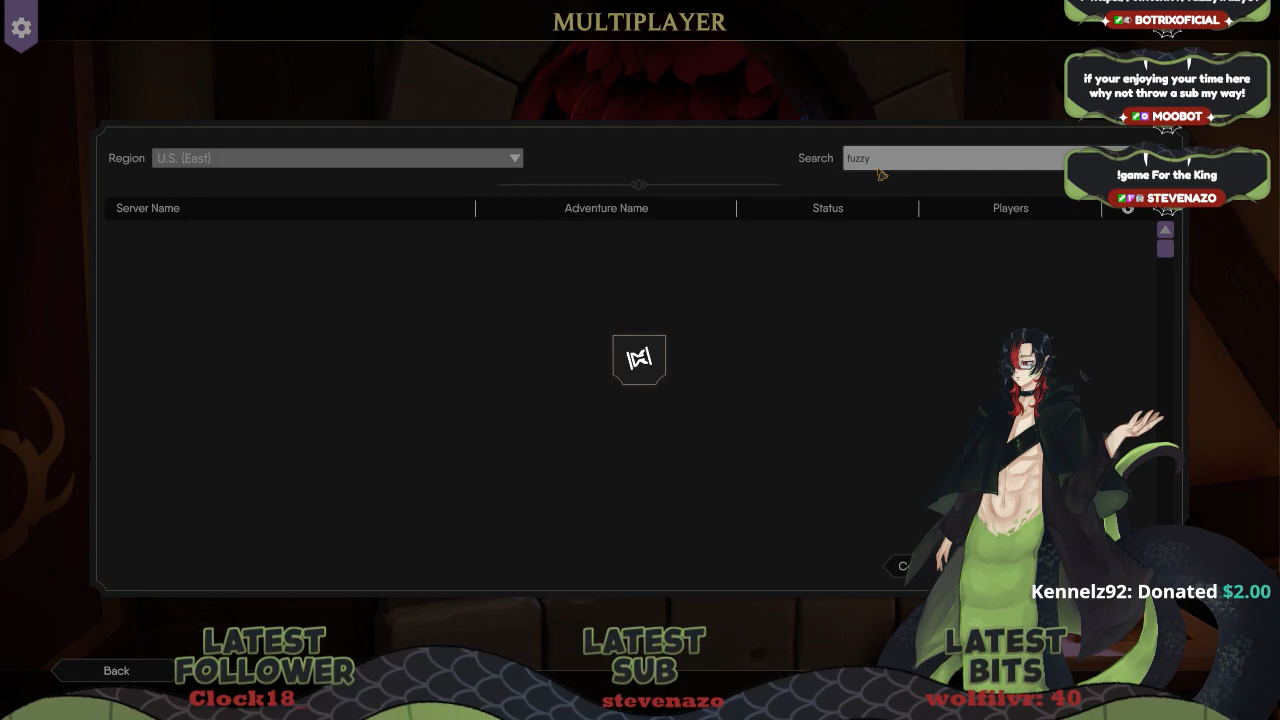 MULTIPLAYER
BOTRIXOFICIAL
if your enjoying your time here
why not throw a sub my way!
MOOBOT
Region
U.S. (East)
Search
fuzzy
!game For the King
STEVENAZO
Server Name
Adventure Name
Status
Players
Kennelz92: Donated $2.00
Back
LATEST
FOLLOWER
Clock18_
LATEST
SUB
stevenazo
LATEST
BITS
wolfiivr: 40